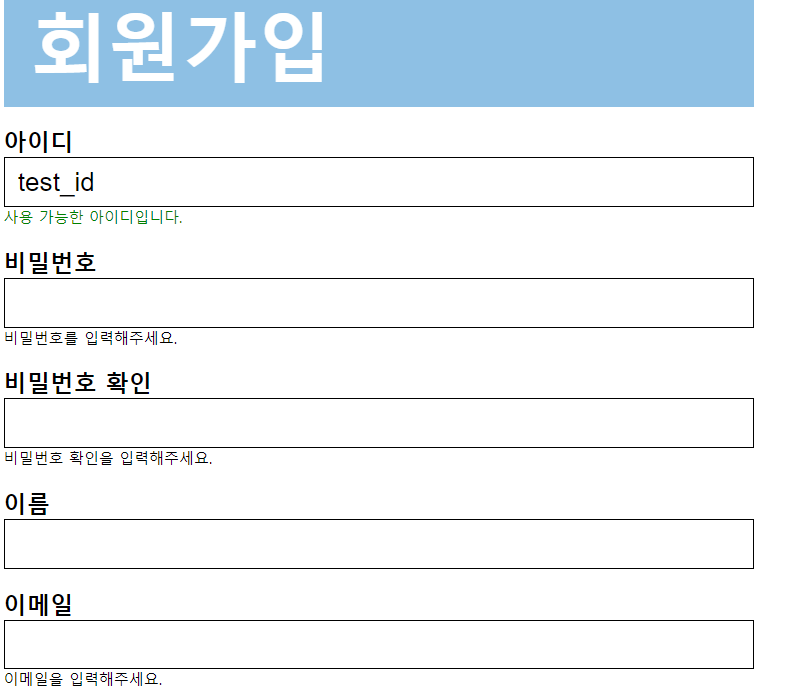 회원가입
아이디
test_id
사용 가능한 아이디입니다.
비밀번호
비밀번호를 입력해주세요.
비밀번호 확인
비밀번호 확인을 입력해주세요.
이름
이메일
이메일을 입력해주세요.